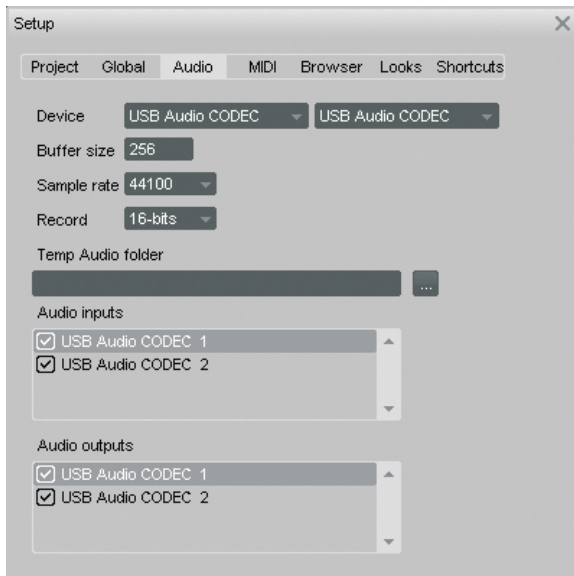 Setup
Project Global Audio MIDI Browser Looks Shortcuts
Device USB Audio CODEC USB Audio CODEC
Buffer size 256
Sample rate 44100
Record 16-bits
Temp Audio folder
...
Audio inputs
USB Audio CODEC 1
USB Audio CODEC 2
Audio outputs
USB Audio CODEC 1
USB Audio CODEC 2